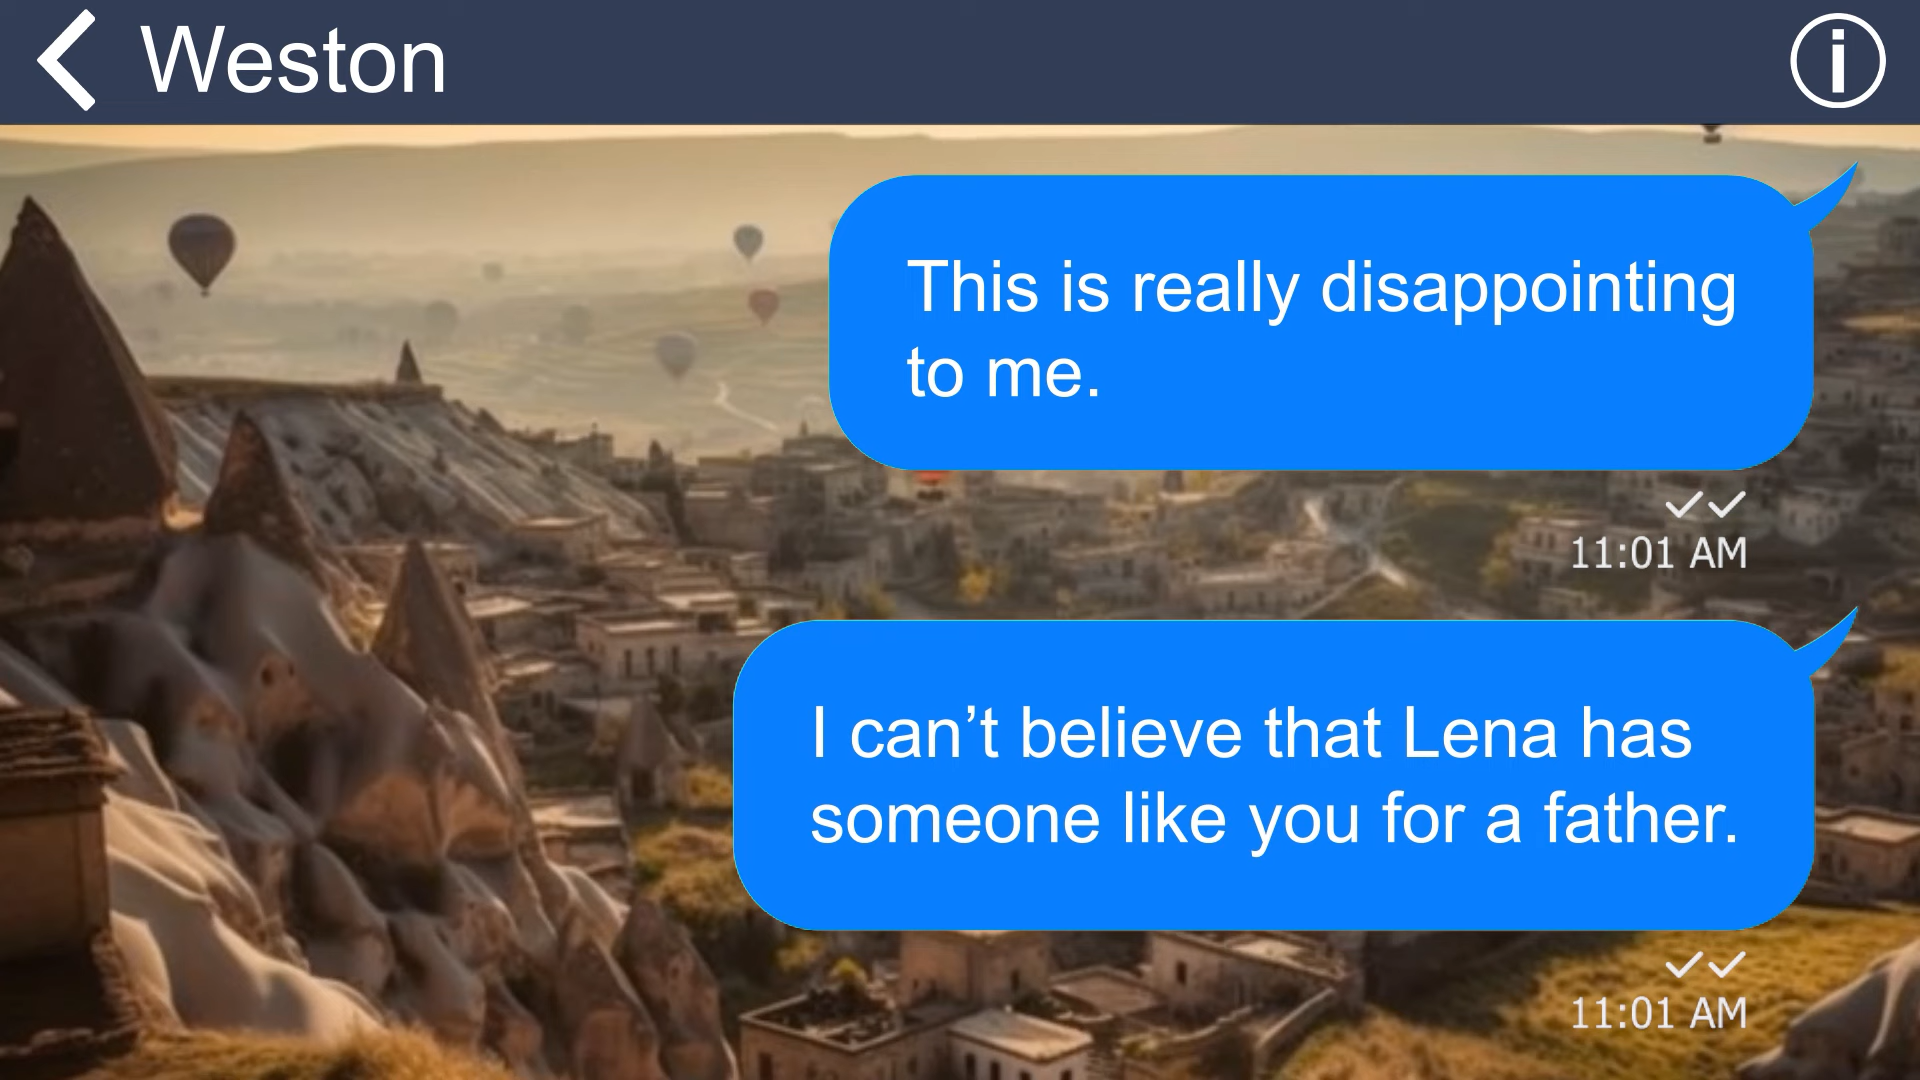 Weston
This is really disappointing
to me.
11:01 AM
I can’t believe that Lena has
someone like you for a father.
11:01 AM